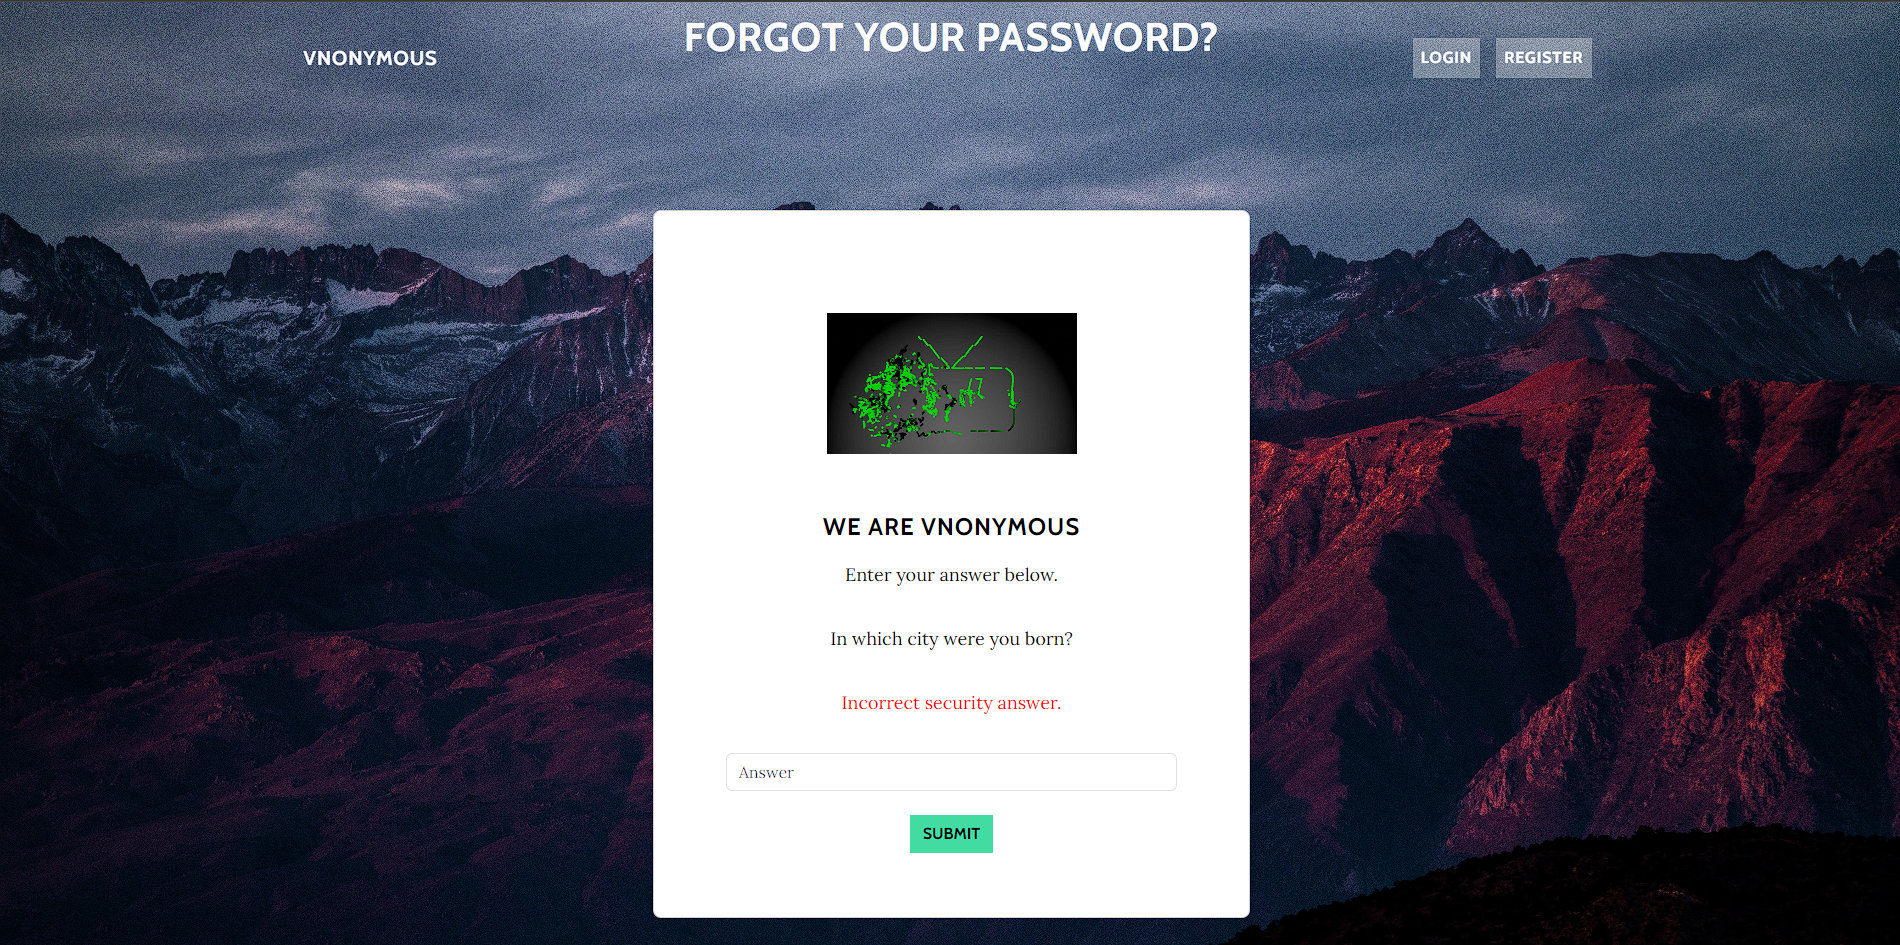 FORGOT YOUR PASSWORD?
VNONYMOUS
LOGIN
REGISTER
WE ARE VNONYMOUS
Enter your answer below.
In which city were you born?
Incorrect security answer.
Answer
SUBMIT